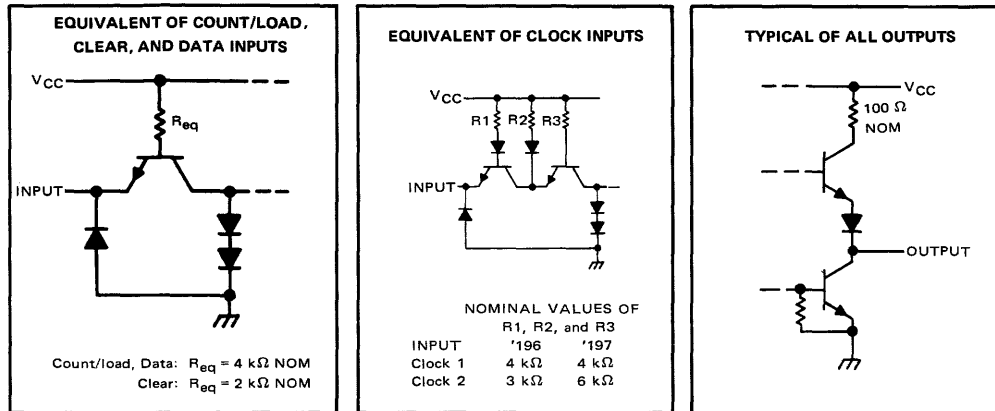 EQUIVALENT OF COUNT/LOAD,
CLEAR, AND DATA INPUTS
VCC
Req
INPUT
Count/load, Data: Req = 4 kΩ NOM
Clear: Req = 2 kΩ NOM
EQUIVALENT OF CLOCK INPUTS
VCC
R1 R2 R3
INPUT
NOMINAL VALUES OF
R1, R2, and R3
INPUT '196 '197
Clock 1 4 kΩ 4 kΩ
Clock 2 3 kΩ 6 kΩ
TYPICAL OF ALL OUTPUTS
VCC
100 Ω
NOM
OUTPUT